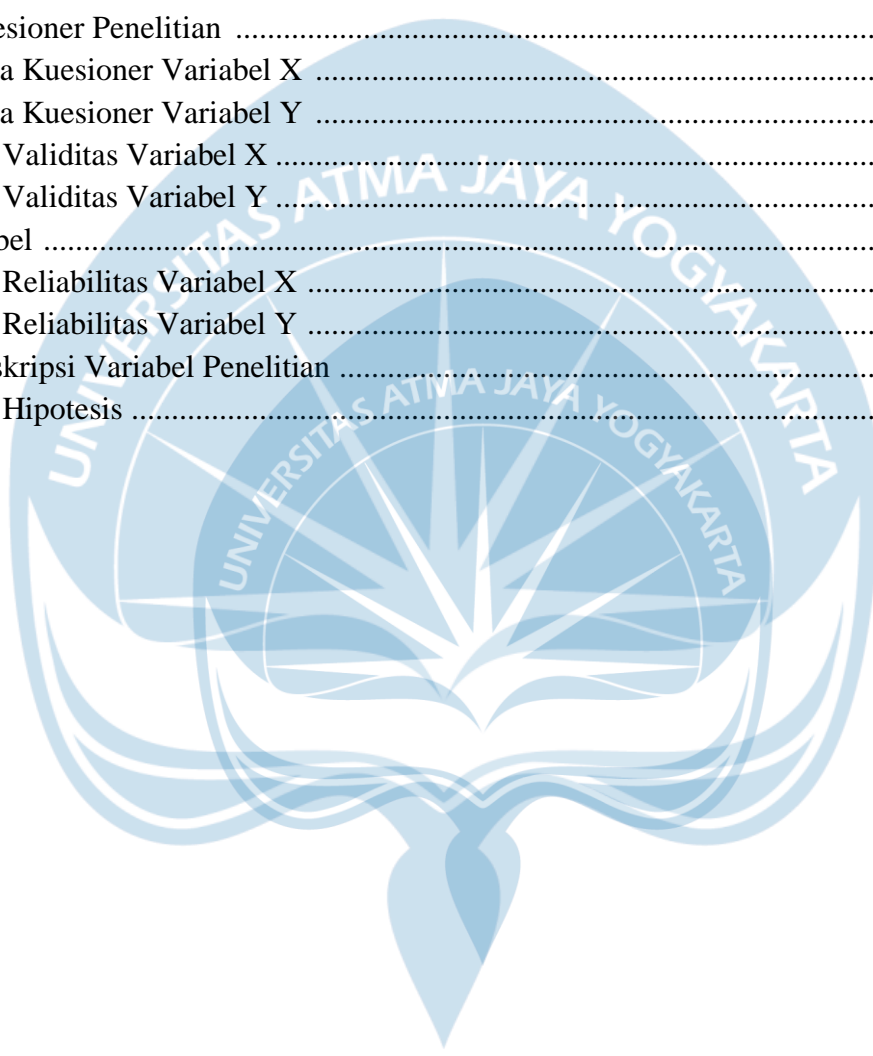 esioner Penelitian ....................................................................................................
a Kuesioner Variabel X ........................................................................................
a Kuesioner Variabel Y ........................................................................................
Validitas Variabel X ..............................................................................................
Validitas Variabel Y ..............................................................................................
bel ...................................................................................................................................
Reliabilitas Variabel X .........................................................................................
Reliabilitas Variabel Y .........................................................................................
skripsi Variabel Penelitian ....................................................................................
Hipotesis ....................................................................................................................
UNIVERSITAS ATMA JAYA YOGYAKARTA
UNIVERSITAS ATMA JAYA YOGYAKARTA